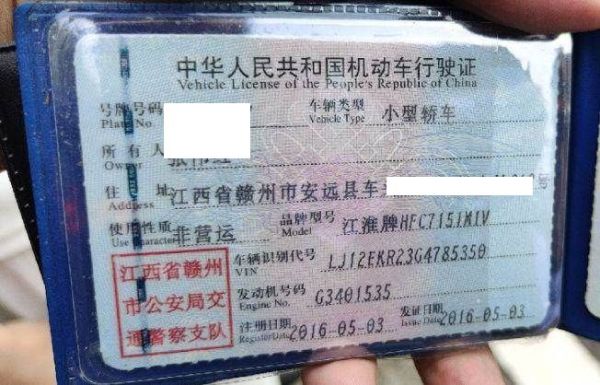 中华人民共和国机动车行驶证
Vehicle License of the People's Republic of China
号牌号码
Plate No.
车辆类型 小型轿车
Vehicle Type
所有人
Owner
住址 江西省赣州市安远县车
Address
使用性质 非营运
Use Character
品牌型号 江淮牌HFC7151M1V
Model
车辆识别代号 LJ12EKR23G4785350
VIN
发动机号码 G3401535
Engine No.
注册日期 2016-05-03
Register Date
发证日期 2016-05-03
Issue Date
江西省赣州
市公安局交
通警察支队